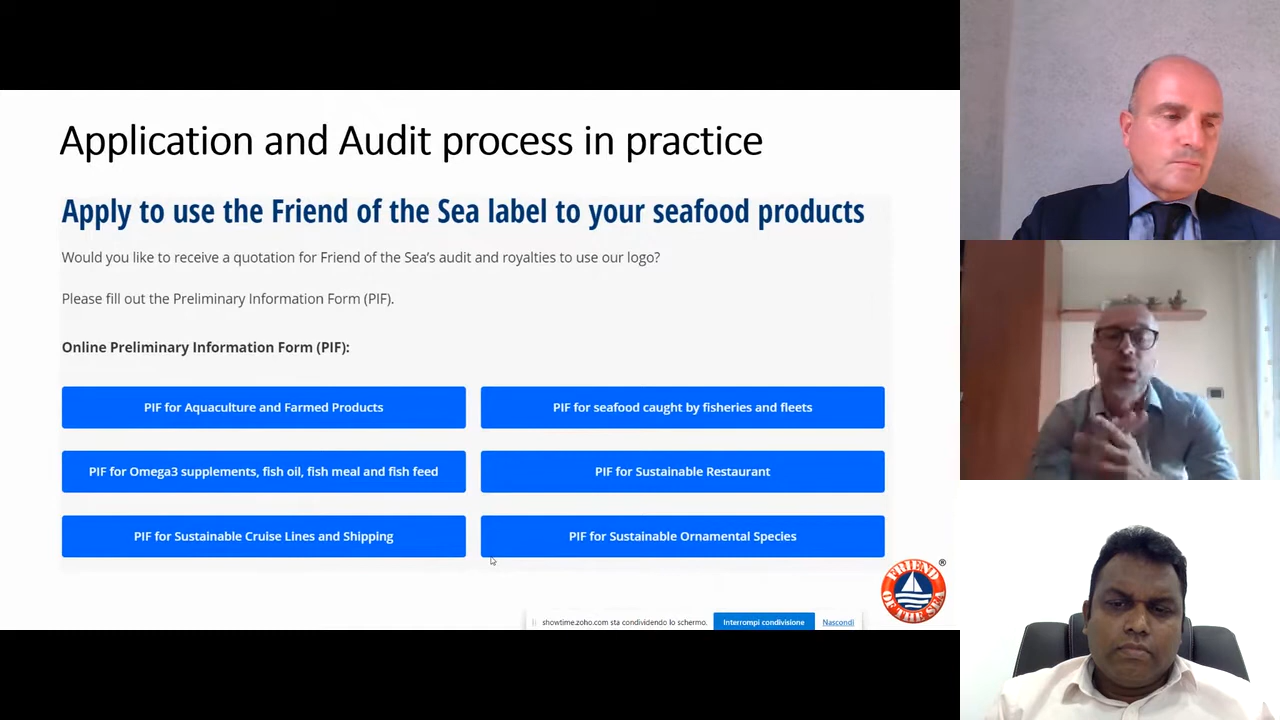 Application and Audit process in practice
Apply to use the Friend of the Sea label to your seafood products
Would you like to receive a quotation for Friend of the Sea's audit and royalties to use our logo?
Please fill out the Preliminary Information Form (PIF).
Online Preliminary Information Form (PIF):
PIF for Aquaculture and Farmed Products
PIF for seafood caught by fisheries and fleets
PIF for Omega3 supplements, fish oil, fish meal and fish feed
PIF for Sustainable Restaurant
PIF for Sustainable Cruise Lines and Shipping
PIF for Sustainable Ornamental Species
FRIEND OF THE SEA ®
showtime.zoho.com sta condividendo lo schermo. Interrompi condivisione Nascondi